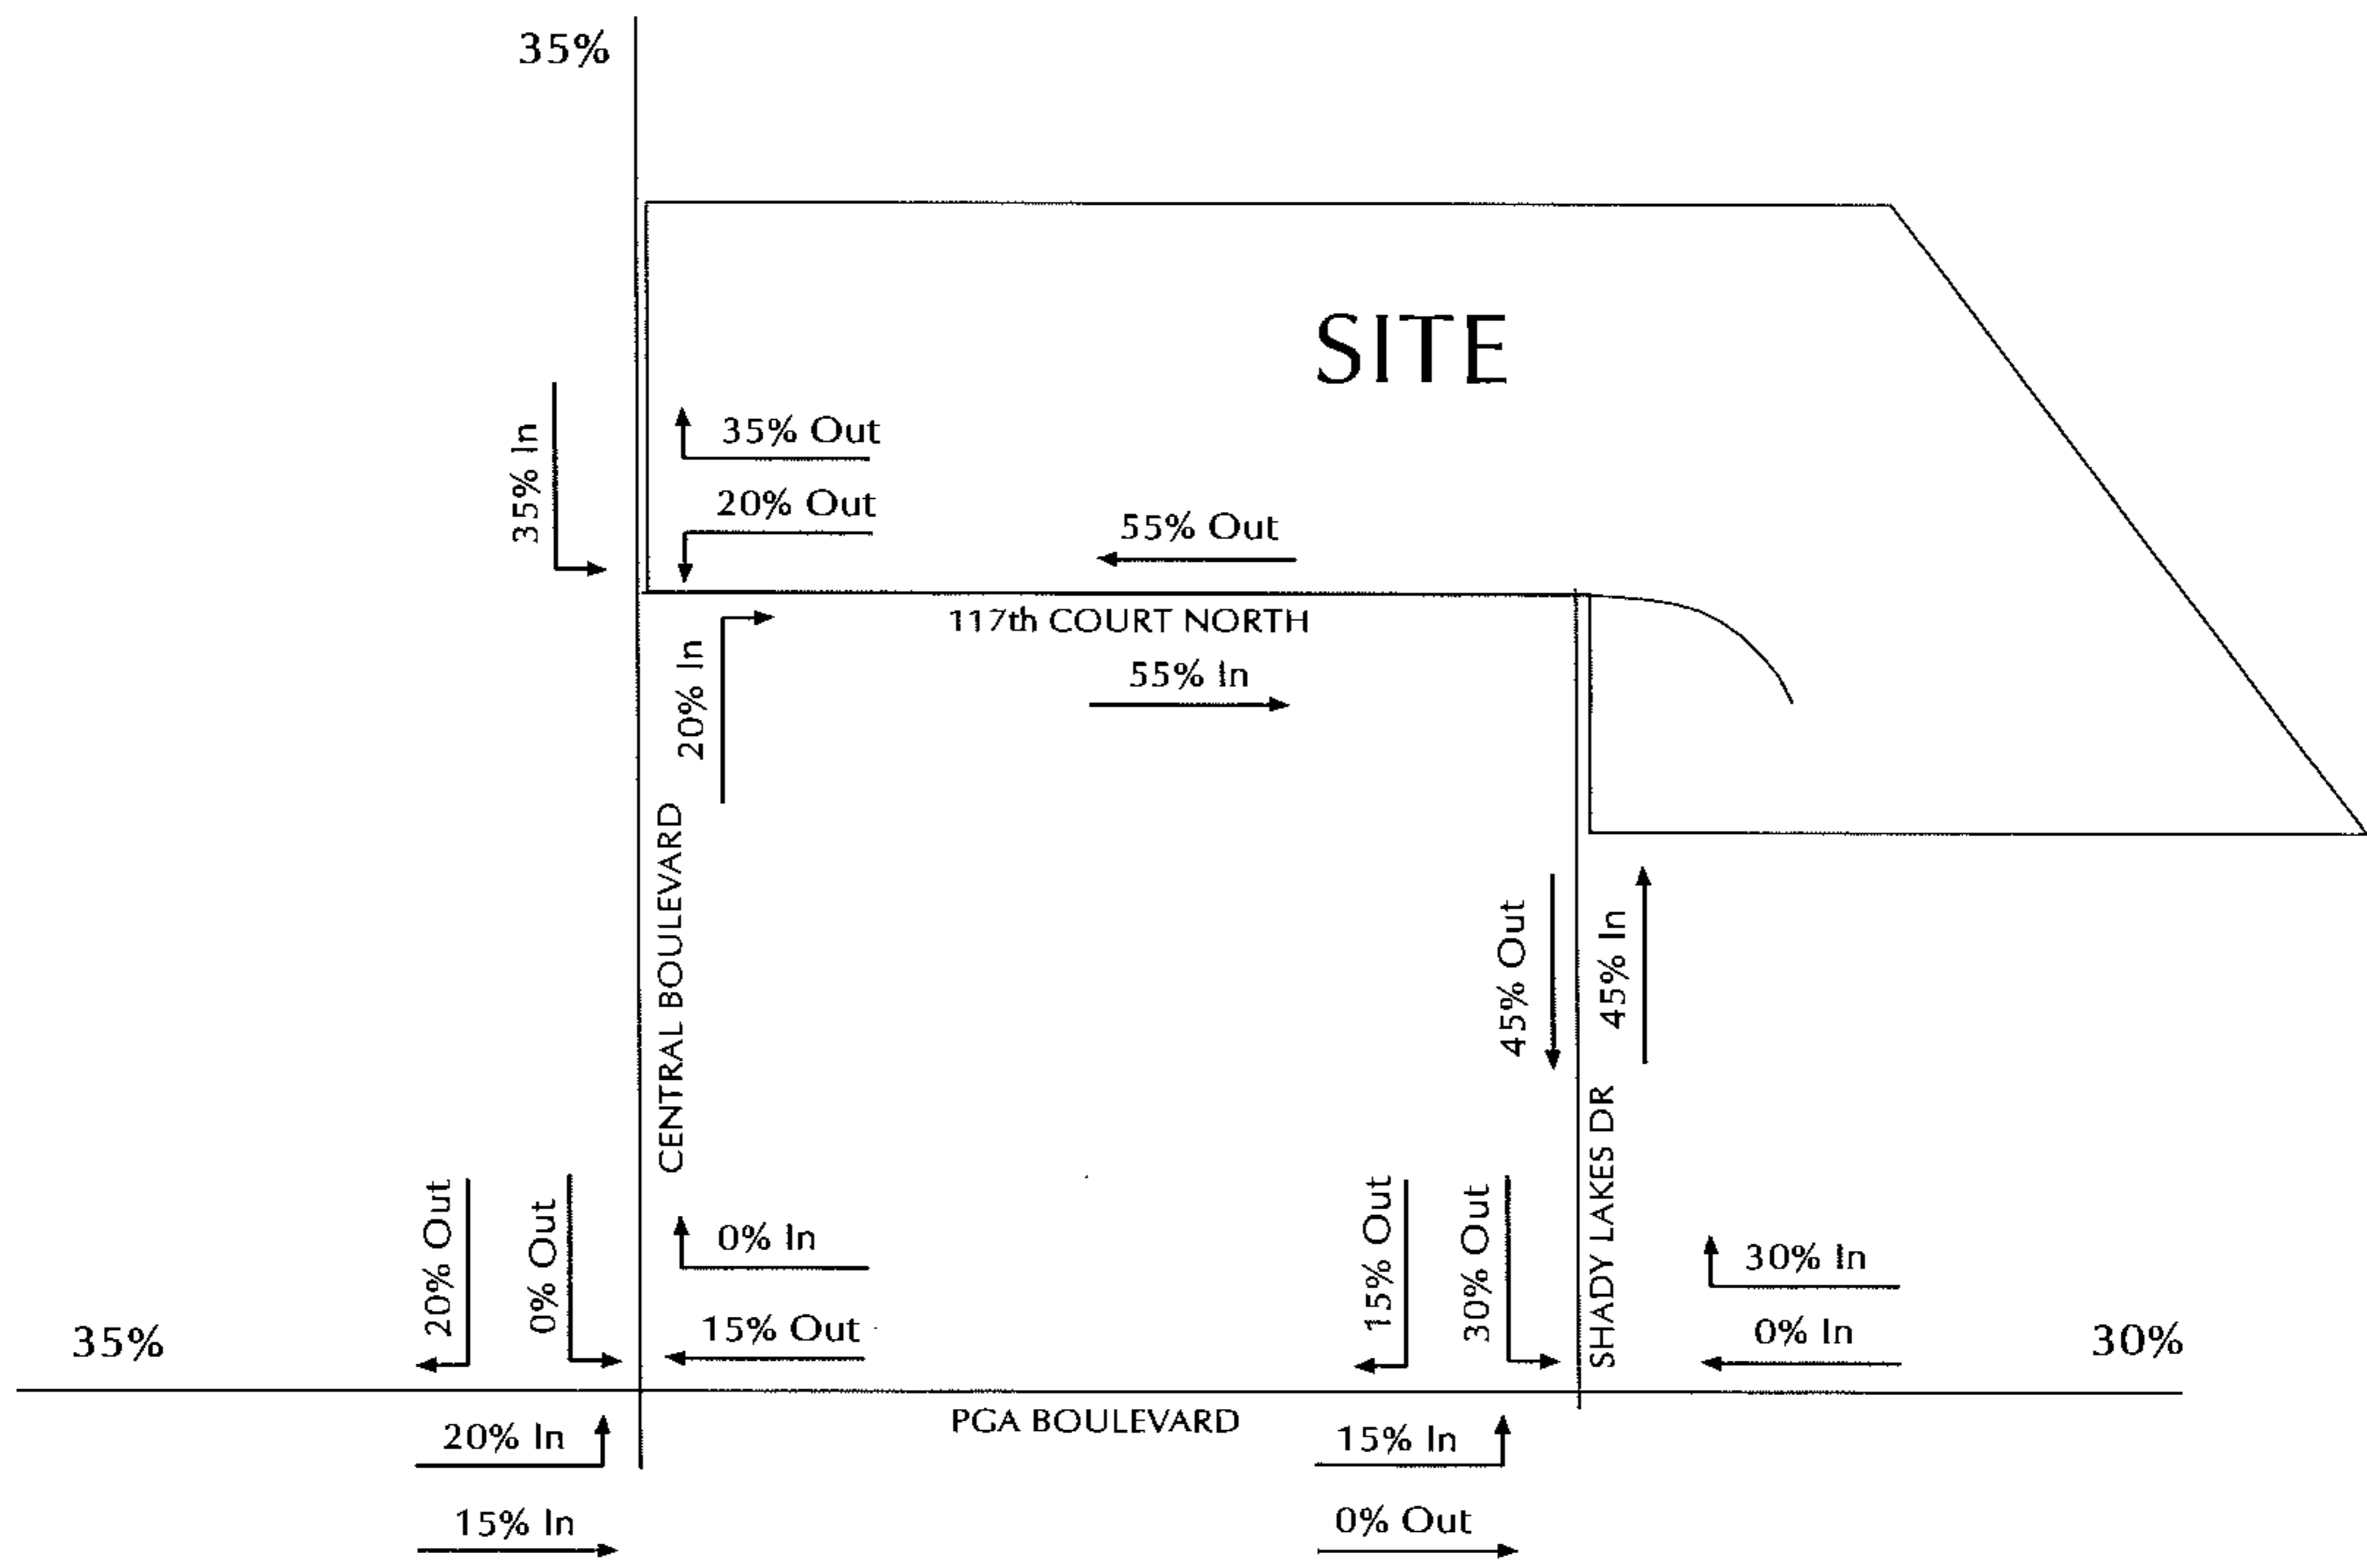 35%
SITE
35% Out
35% In
20% Out
55% Out
117th COURT NORTH
20% In
55% In
CENTRAL BOULEVARD
45% Out
45% In
SHADY LAKES DR
20% Out
0% Out
0% In
15% Out
30% Out
30% In
35%
15% Out
0% In
30%
PGA BOULEVARD
20% In
15% In
15% In
0% Out